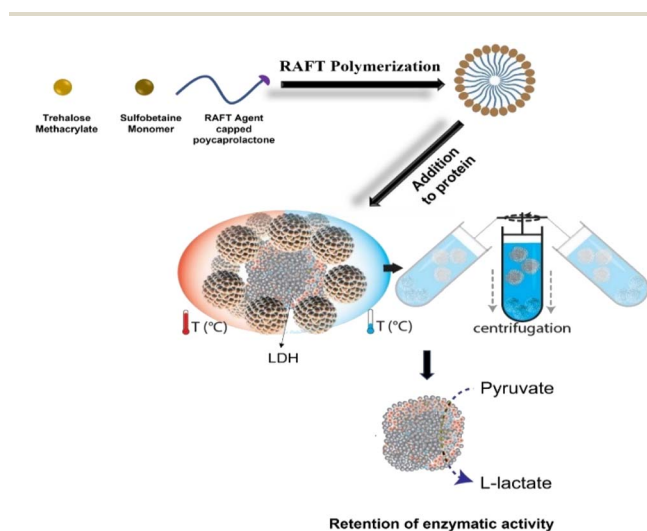 RAFT Polymerization
Trehalose
Methacrylate
Sulfobetaine
Monomer
RAFT Agent
capped
poycaprolactone
Addition
to protein
T (°C)
T (°C)
LDH
centrifugation
Pyruvate
L-lactate
Retention of enzymatic activity